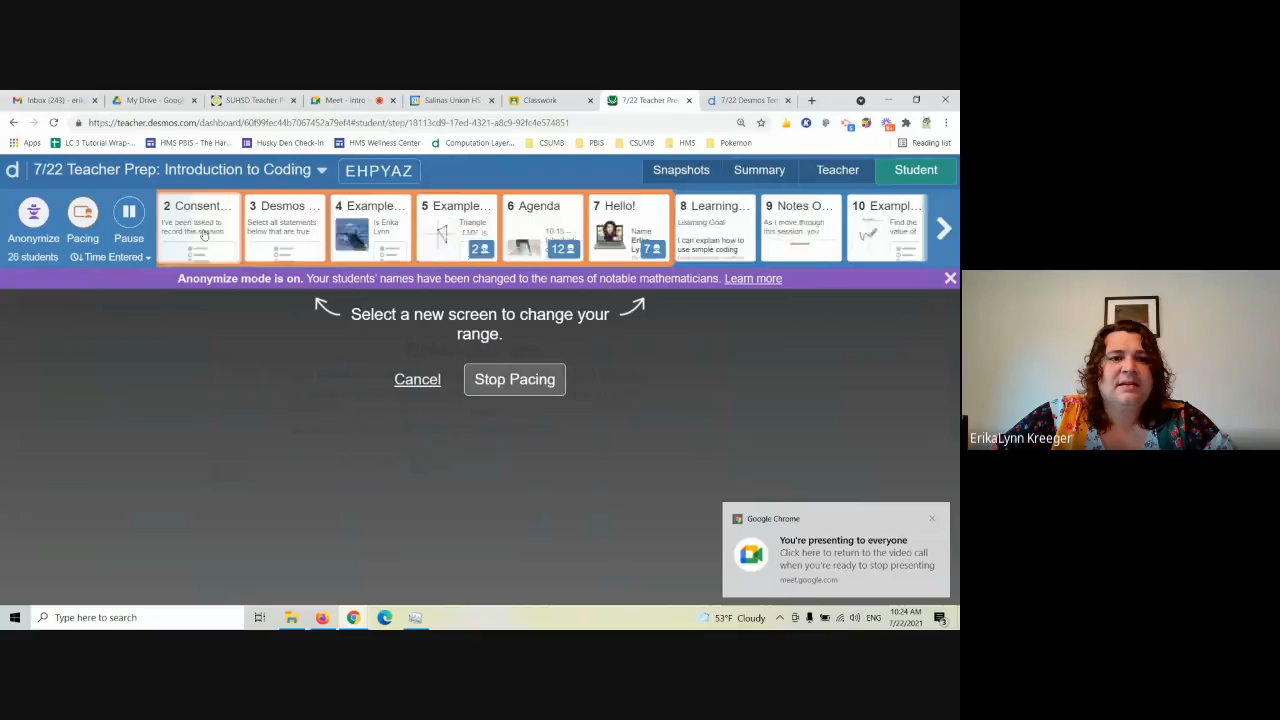 Inbox (243) - eri
My Drive - Goog
SUHSD Teacher P
Meet - Intro
Salinas Union HS
Classwork
7/22 Teacher Pre
7/22 Desmos Tem
https://teacher.desmos.com/dashboard/60f99fec44b7067452a79ef4#student/step/18113cd9-17ed-4321-a8c9-92fc4e574851
Apps
LC 3 Tutorial Wrap-...
HMS PBIS - The Har...
Husky Den Check-In
HMS Wellness Center
Computation Layer...
CSUMB
PBIS
CSUMB
HMS
Pokemon
Reading list
d 7/22 Teacher Prep: Introduction to Coding
EHPYAZ
Snapshots
Summary
Teacher
Student
Anonymize
Pacing
Pause
26 students
Time Entered
2 Consent...
I've been asked to
record this session
3 Desmos ...
Select all statements
below that are true
4 Example...
Is Erika
Lynn
5 Example...
Triangle
LMN is
2
6 Agenda
10:15 -
12
7 Hello!
Name
7
8 Learning...
Learning Goal
I can explain how to
use simple coding
9 Notes O...
As I move through
this session, you
10 Exampl...
Find the
value of
Anonymize mode is on. Your students' names have been changed to the names of notable mathematicians. Learn more
Select a new screen to change your
range.
Cancel
Stop Pacing
Google Chrome
You're presenting to everyone
Click here to return to the video call
when you're ready to stop presenting
meet.google.com
ErikaLynn Kreeger
Type here to search
53°F Cloudy
ENG
10:24 AM
7/22/2021
3